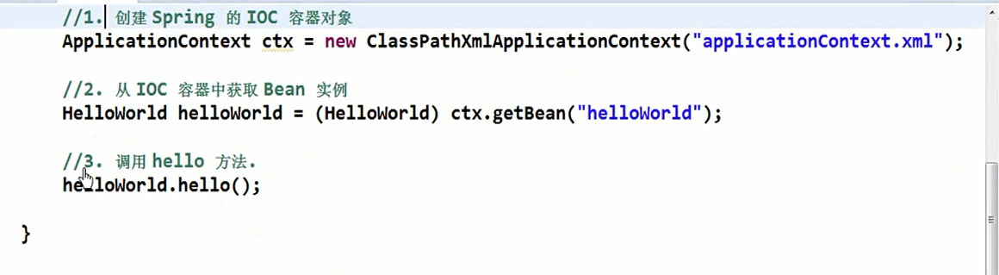 //1. 创建 Spring 的 IOC 容器对象
ApplicationContext ctx = new ClassPathXmlApplicationContext("applicationContext.xml");
//2. 从 IOC 容器中获取 Bean 实例
HelloWorld helloWorld = (HelloWorld) ctx.getBean("helloWorld");
//3. 调用 hello 方法.
helloWorld.hello();
}